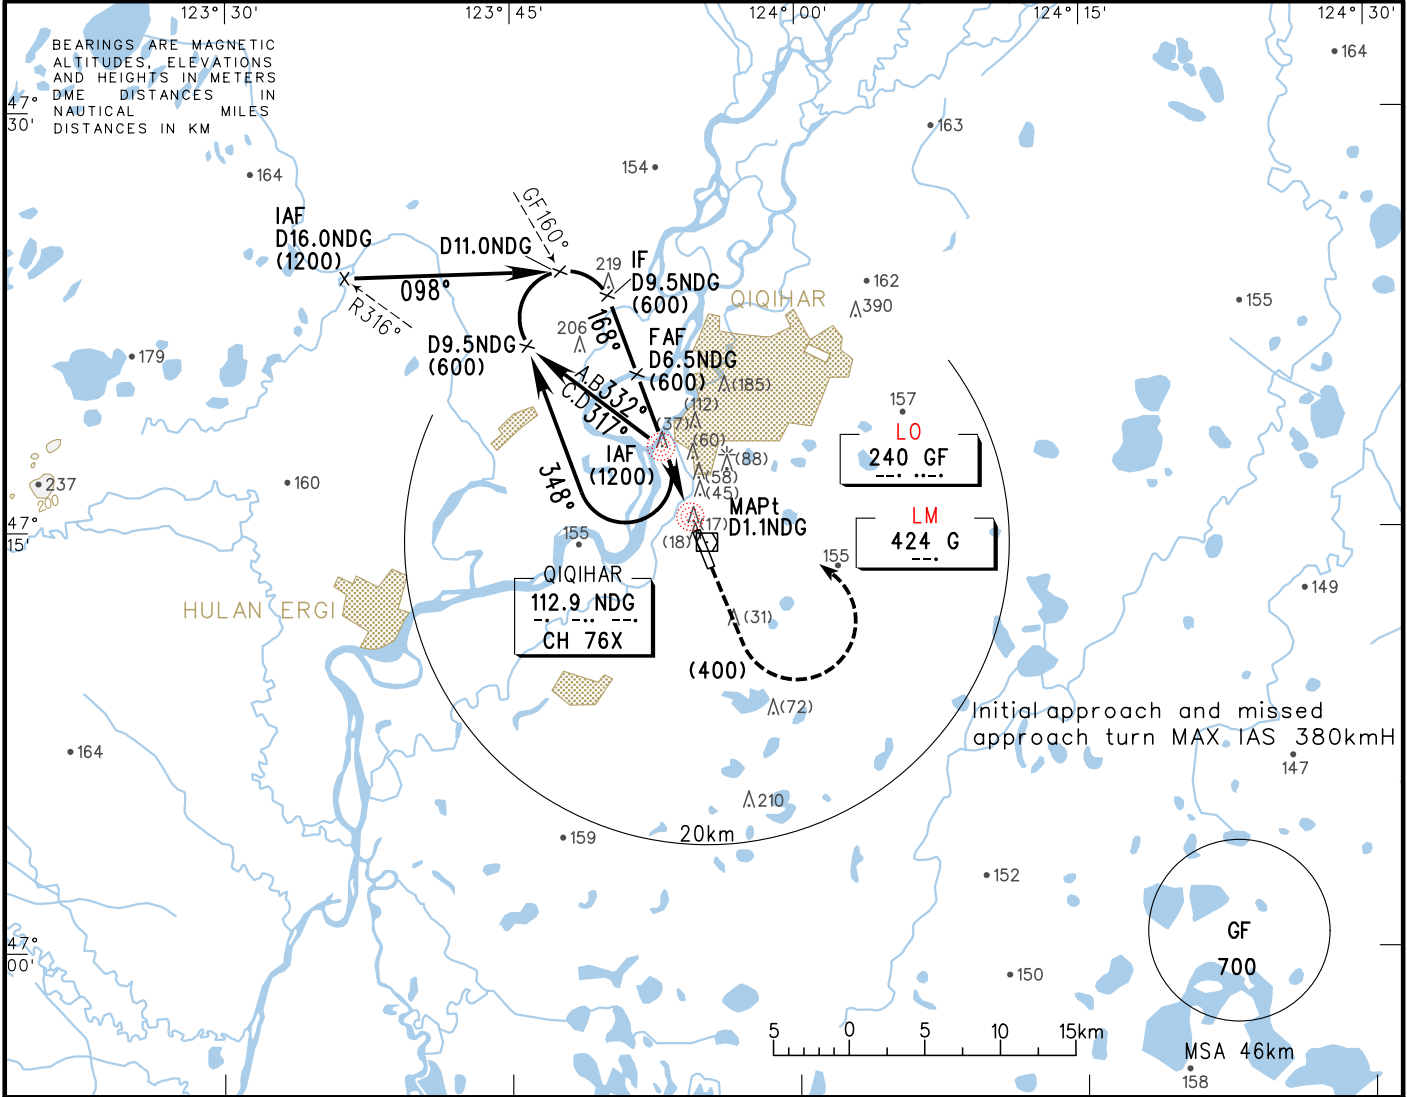 123°30'
123°45'
124°00'
124°15'
124°30'
BEARINGS ARE MAGNETIC
ALTITUDES, ELEVATIONS
AND HEIGHTS IN METERS
DME DISTANCES IN
NAUTICAL MILES
DISTANCES IN KM
47°
30'
164
163
154
164
GF160°
IAF
D16.0NDG
(1200)
D11.0NDG
098°
R316°
219
IF
D9.5NDG
(600)
168°
162
390
155
QIQIHAR
206
FAF
D6.5NDG
(600)
D9.5NDG
(600)
179
A.B332°
C.D317°
(185)
(112)
(37)
(60)
(88)
(58)
(45)
157
LO
240 GF
IAF
(1200)
348°
237
200
160
47°
15'
MAPt
D1.1NDG
(17)
(18)
LM
424 G
155
155
149
QIQIHAR
112.9 NDG
CH 76X
HULAN ERGI
(31)
(400)
(72)
Initial approach and missed
approach turn MAX IAS 380kmH
164
147
210
20km
159
152
47°
00'
GF
700
150
5 0 5 10 15km
MSA 46km
158